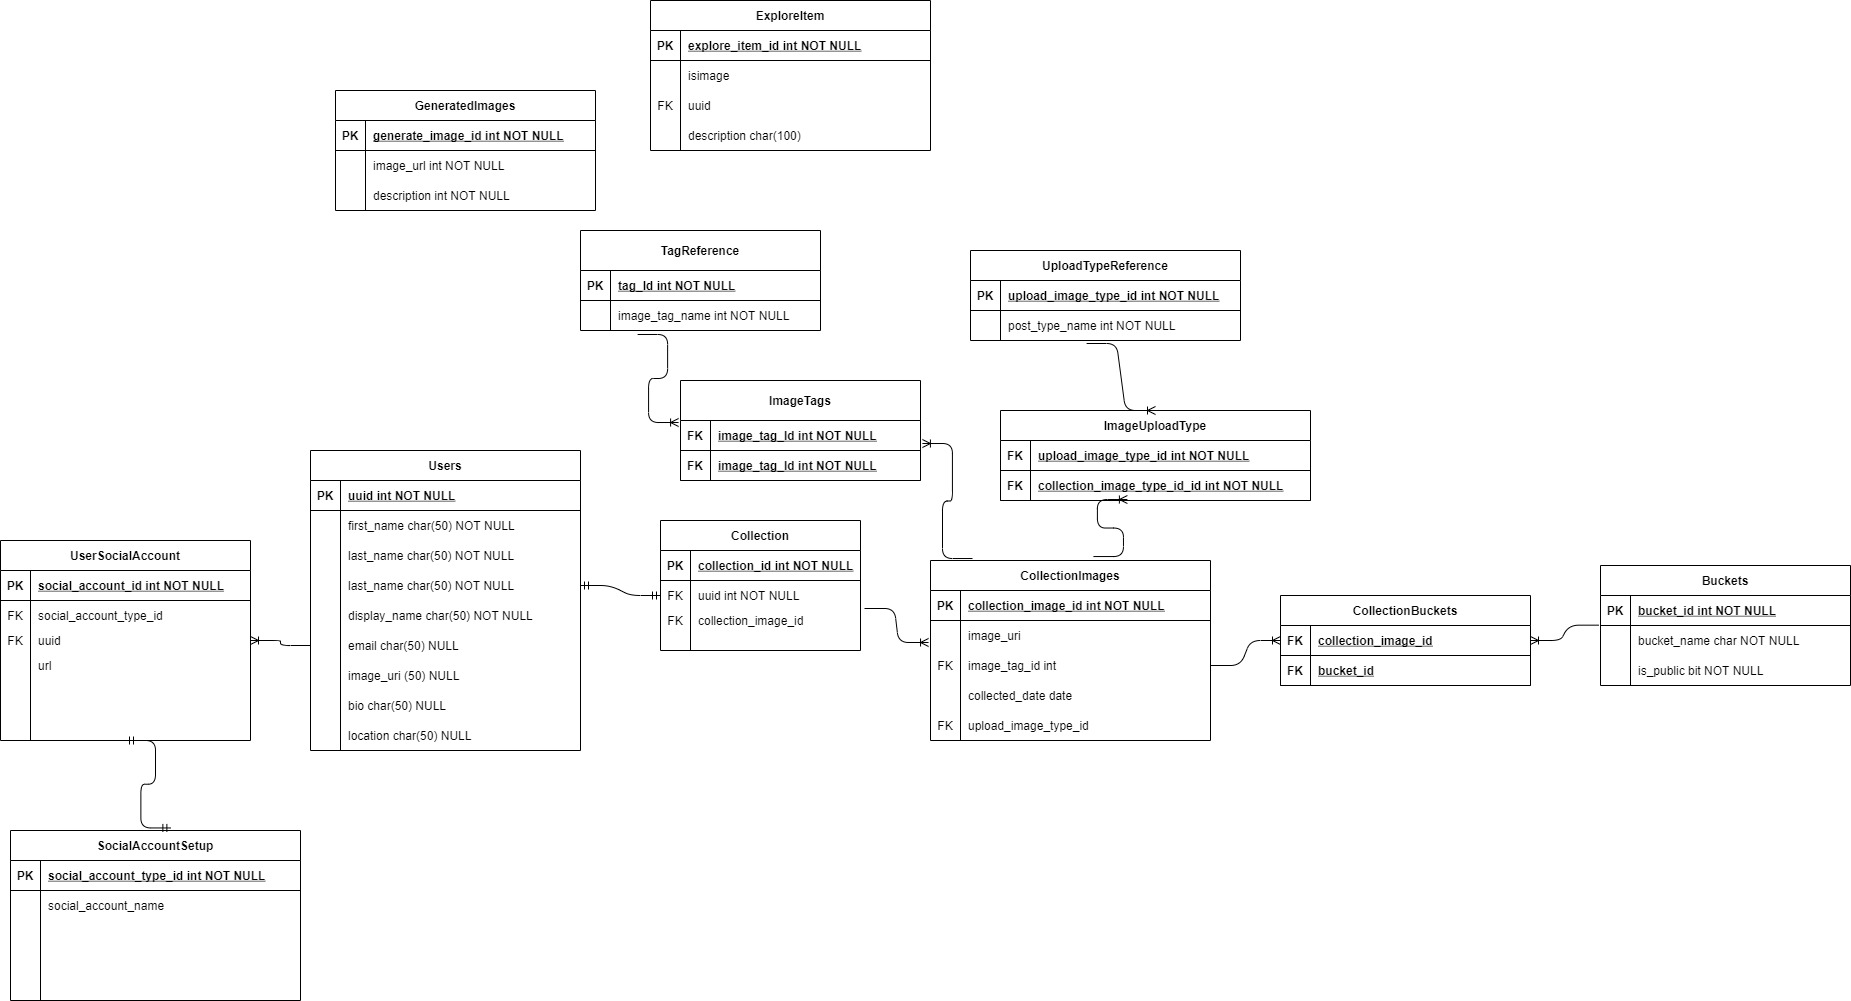 ExploreItem
PK explore_item_id int NOT NULL
isimage
FK uuid
description char(100)
GeneratedImages
PK generate_image_id int NOT NULL
image_url int NOT NULL
description int NOT NULL
TagReference
PK tag_Id int NOT NULL
image_tag_name int NOT NULL
UploadTypeReference
PK upload_image_type_id int NOT NULL
post_type_name int NOT NULL
ImageTags
FK image_tag_Id int NOT NULL
FK image_tag_Id int NOT NULL
ImageUploadType
FK upload_image_type_id int NOT NULL
FK collection_image_type_id_id int NOT NULL
Users
PK uuid int NOT NULL
first_name char(50) NOT NULL
last_name char(50) NOT NULL
last_name char(50) NOT NULL
display_name char(50) NOT NULL
email char(50) NULL
image_uri (50) NULL
bio char(50) NULL
location char(50) NULL
UserSocialAccount
PK social_account_id int NOT NULL
FK social_account_type_id
FK uuid
url
Collection
PK collection_id int NOT NULL
FK uuid int NOT NULL
FK collection_image_id
CollectionImages
PK collection_image_id int NOT NULL
image_uri
FK image_tag_id int
collected_date date
FK upload_image_type_id
CollectionBuckets
FK collection_image_id
FK bucket_id
Buckets
PK bucket_id int NOT NULL
bucket_name char NOT NULL
is_public bit NOT NULL
SocialAccountSetup
PK social_account_type_id int NOT NULL
social_account_name